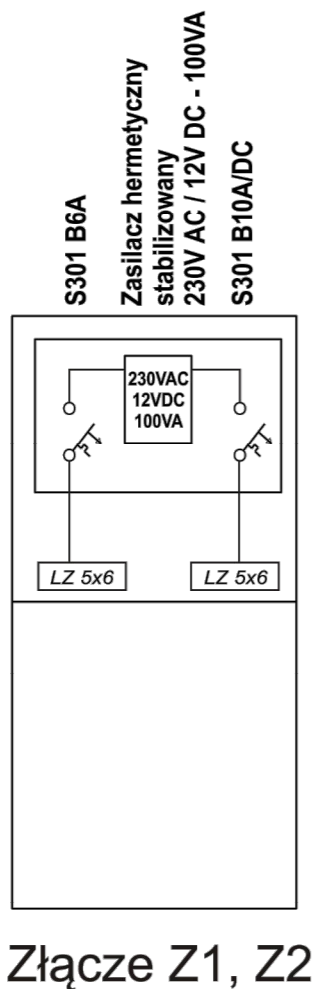 S301 B6A
Zasilacz hermetyczny
stabilizowany
230V AC / 12V DC - 100VA
S301 B10A/DC
230VAC
12VDC
100VA
LZ 5x6
LZ 5x6
Złącze Z1, Z2